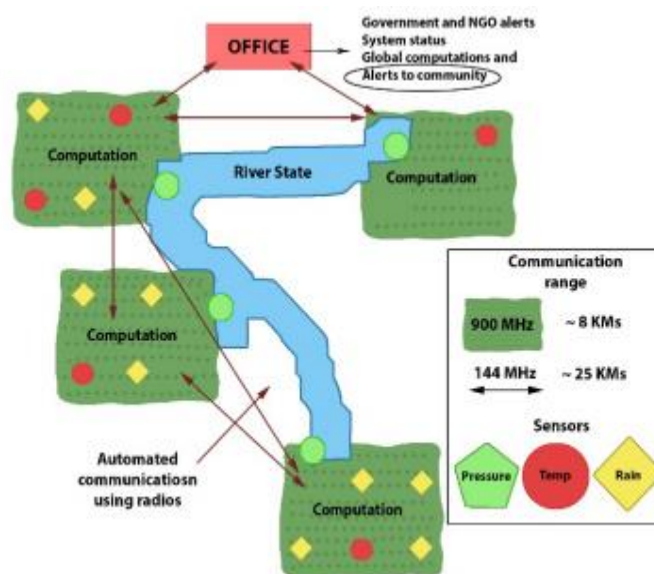 OFFICE
Government and NGO alerts
System status
Global computations and
Alerts to community
Computation
River State
Computation
Computation
Computation
Automated
communicatiosn
using radios
Communication
range
900 MHz
~ 8 KMs
144 MHz
~ 25 KMs
Sensors
Pressure
Temp
Rain